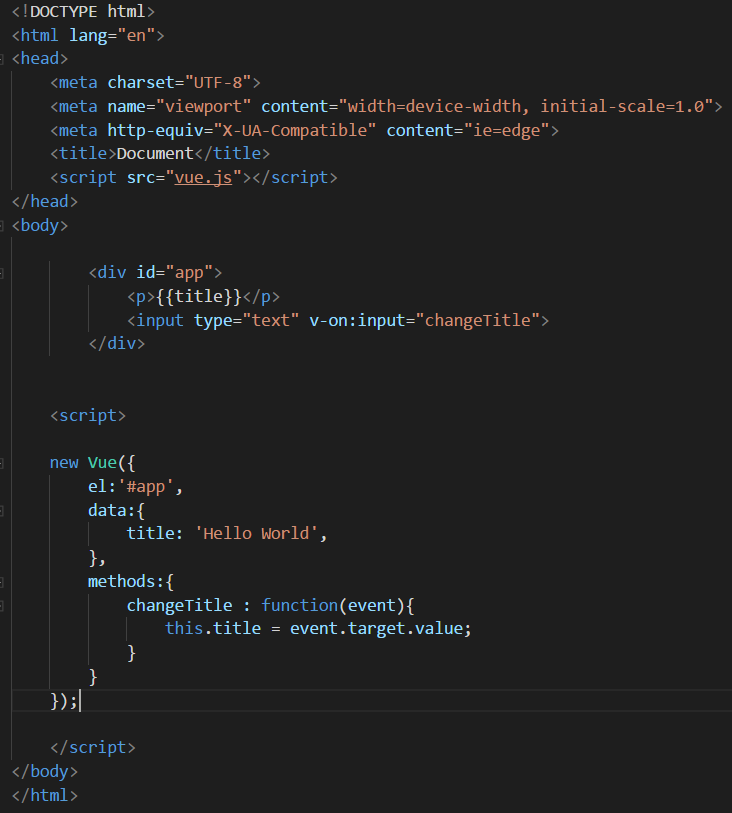 <!DOCTYPE html>
<html lang="en">
<head>
    <meta charset="UTF-8">
    <meta name="viewport" content="width=device-width, initial-scale=1.0">
    <meta http-equiv="X-UA-Compatible" content="ie=edge">
    <title>Document</title>
    <script src="vue.js"></script>
</head>
<body>
        <div id="app">
            <p>{{title}}</p>
            <input type="text" v-on:input="changeTitle">
        </div>
    <script>
    new Vue({
        el:'#app',
        data:{
            title: 'Hello World',
        },
        methods:{
            changeTitle : function(event){
                this.title = event.target.value;
            }
        }
    });
    </script>
</body>
</html>